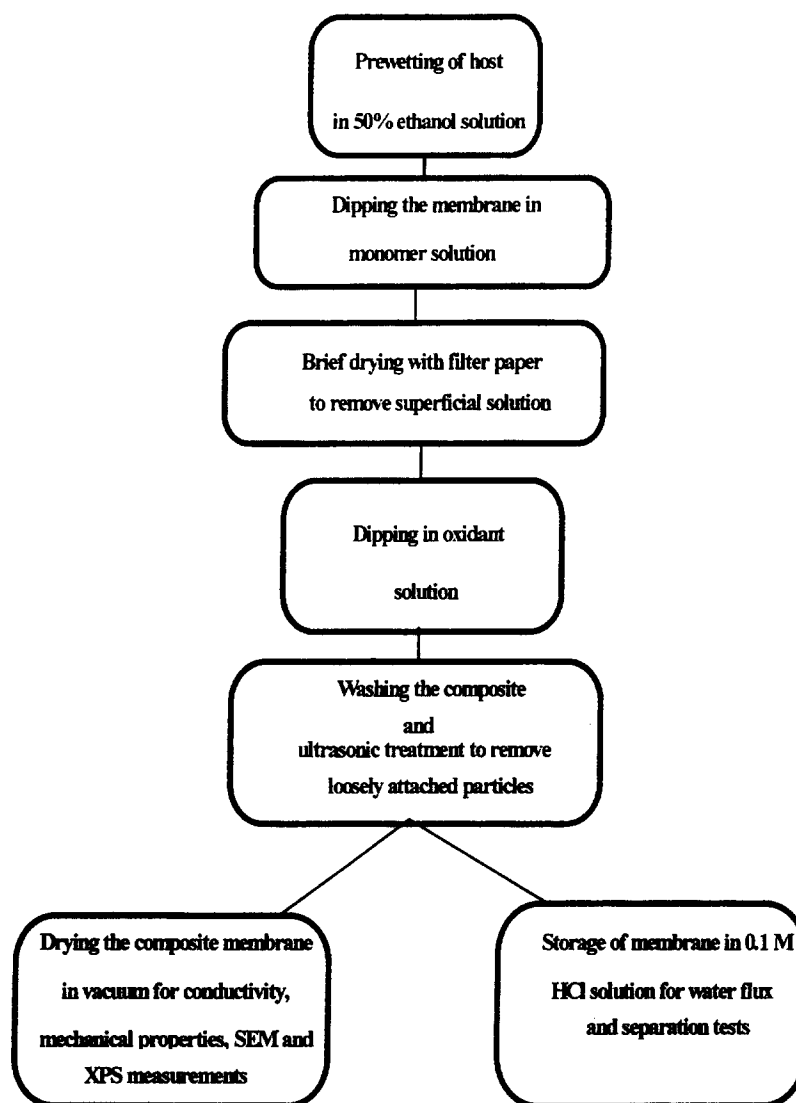 Prewetting of host
in 50% ethanol solution
Dipping the membrane in
monomer solution
Brief drying with filter paper
to remove superficial solution
Dipping in oxidant
solution
Washing the composite
and
ultrasonic treatment to remove
loosely attached particles
Drying the composite membrane
in vacuum for conductivity,
mechanical properties, SEM and
XPS measurements
Storage of membrane in 0.1 M
HCl solution for water flux
and separation tests